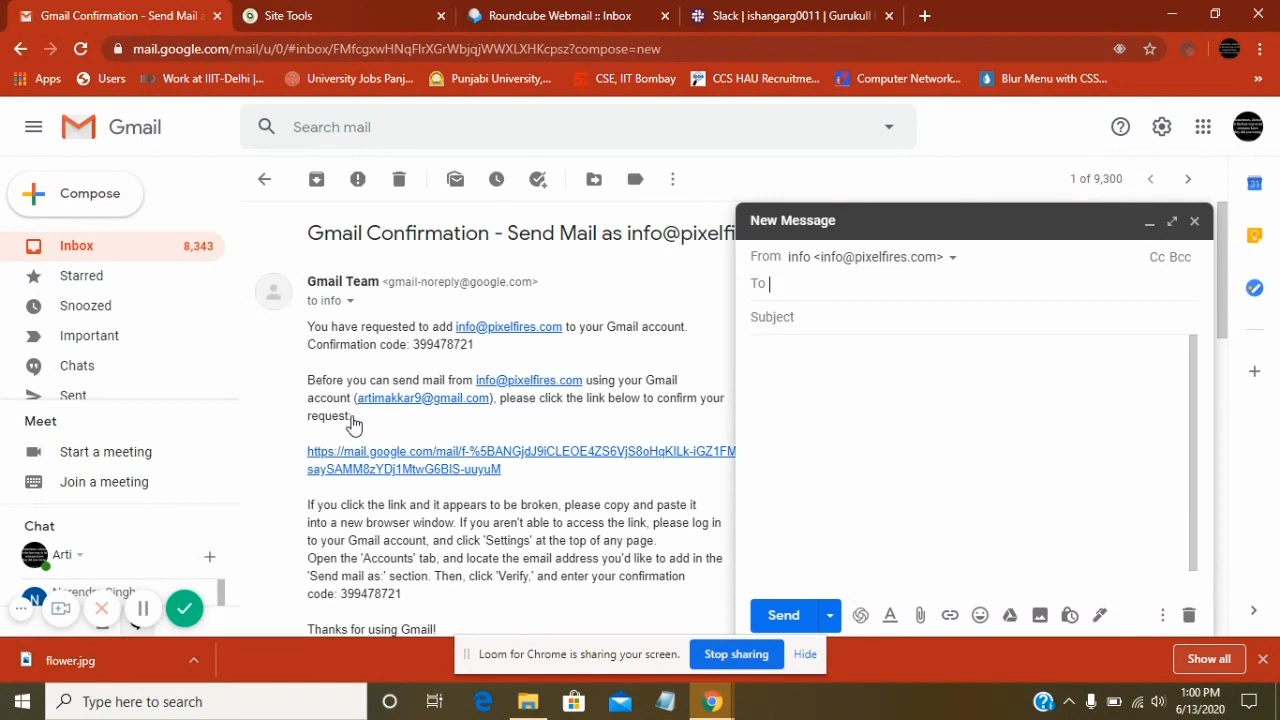 Gmail Confirmation - Send Mail a
Site Tools
Roundcube Webmail :: Inbox
Slack | ishangarg0011 | Gurukull
mail.google.com/mail/u/0/#inbox/FMfcgxwHNqFlrXGrWbjqjWWXLXHKcpsz?compose=new
Apps
Users
Work at IIIT-Delhi |...
University Jobs Panj...
Punjabi University,...
CSE, IIT Bombay
CCS HAU Recruitme...
Computer Network...
Blur Menu with CSS...
Gmail
Search mail
Compose
1 of 9,300
Inbox 8,343
Starred
Snoozed
Important
Chats
Sent
Meet
Start a meeting
Join a meeting
Chat
Arti
Narendra Singh
Gmail Confirmation - Send Mail as info@pixelfi
Gmail Team <gmail-noreply@google.com>
to info
You have requested to add info@pixelfires.com to your Gmail account.
Confirmation code: 399478721
Before you can send mail from info@pixelfires.com using your Gmail
account (artimakkar9@gmail.com), please click the link below to confirm your
request.
https://mail.google.com/mail/f-%5BANGjdJ9iCLEOE4ZS6VjS8oHqKlLk-iGZ1FM
saySAMM8zYDj1MtwG6BIS-uuyuM
If you click the link and it appears to be broken, please copy and paste it
into a new browser window. If you aren't able to access the link, please log in
to your Gmail account, and click 'Settings' at the top of any page.
Open the 'Accounts' tab, and locate the email address you'd like to add in the
'Send mail as:' section. Then, click 'Verify,' and enter your confirmation
code: 399478721
Thanks for using Gmail!
New Message
From info <info@pixelfires.com> Cc Bcc
To
Subject
Send
Loom for Chrome is sharing your screen. Stop sharing Hide
flower.jpg
Show all
Type here to search
1:00 PM
6/13/2020